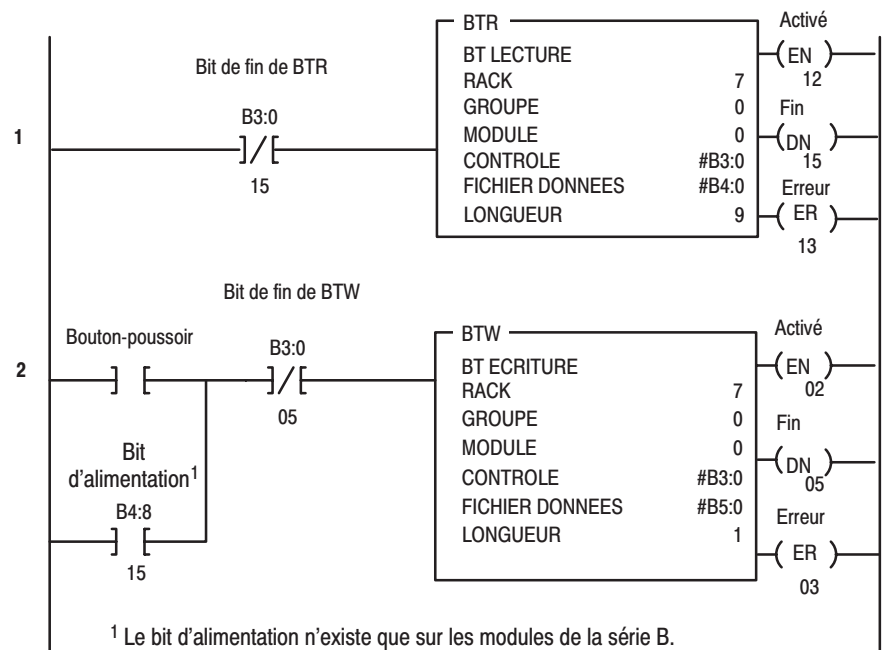 BTR
Activé
BT LECTURE
EN
12
Bit de fin de BTR
RACK 7
GROUPE 0
Fin
1
B3:0
MODULE 0
DN
15
CONTROLE #B3:0
15
FICHIER DONNEES #B4:0
Erreur
LONGUEUR 9
ER
13
Bit de fin de BTW
Bouton-poussoir
B3:0
BTW
Activé
2
BT ECRITURE
EN
02
RACK 7
05
GROUPE 0
Fin
MODULE 0
Bit
d'alimentation1
CONTROLE #B3:0
DN
05
B4:8
FICHIER DONNEES #B5:0
Erreur
LONGUEUR 1
15
ER
03
1 Le bit d'alimentation n'existe que sur les modules de la série B.